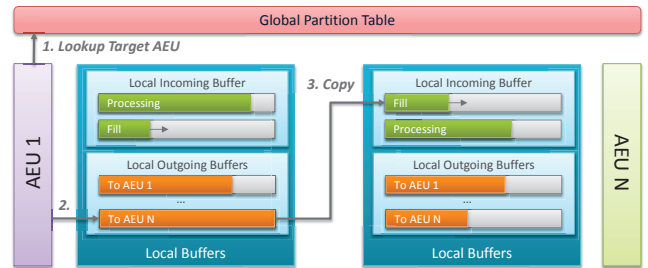 Global Partition Table
1. Lookup Target AEU
AEU 1
Local Incoming Buffer
Processing
Fill
Local Outgoing Buffers
To AEU 1
...
To AEU N
Local Buffers
2.
3. Copy
Local Incoming Buffer
Fill
Processing
Local Outgoing Buffers
To AEU 1
...
To AEU N
Local Buffers
AEU N